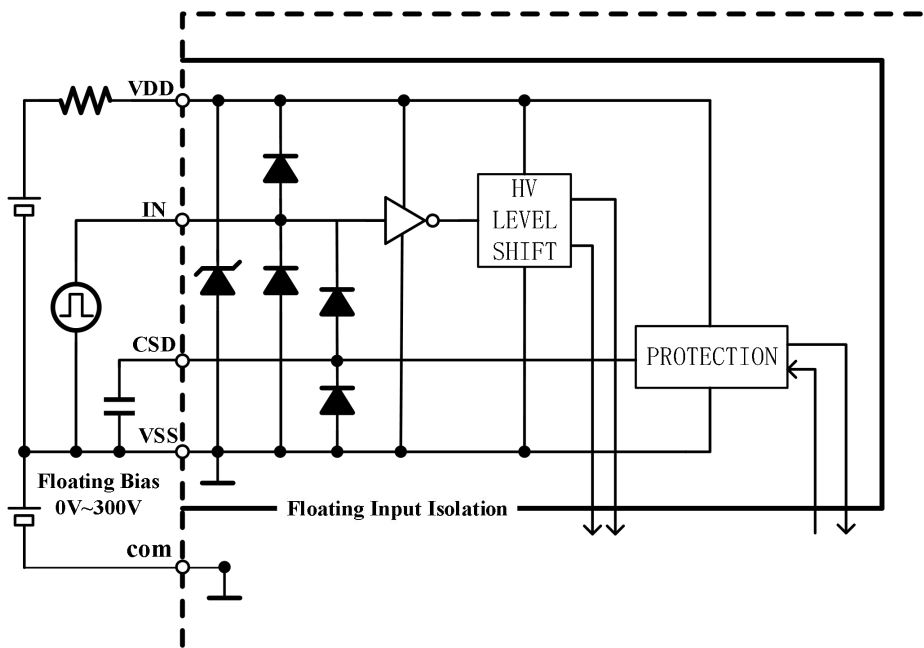 VDD
IN
HV
LEVEL
SHIFT
CSD
PROTECTION
VSS
Floating Bias
0V~300V
Floating Input Isolation
com